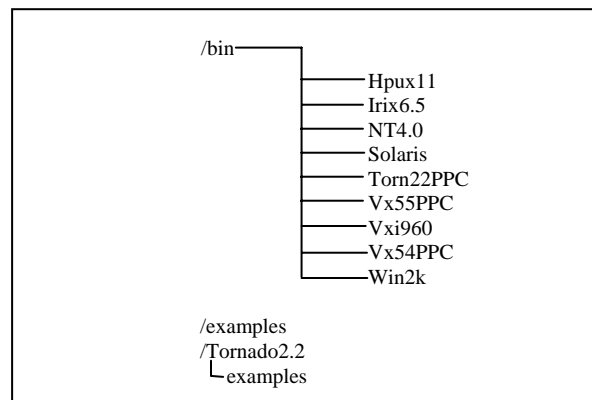 /bin
Hpux11
Irix6.5
NT4.0
Solaris
Torn22PPC
Vx55PPC
Vxi960
Vx54PPC
Win2k
/examples
/Tornado2.2
examples